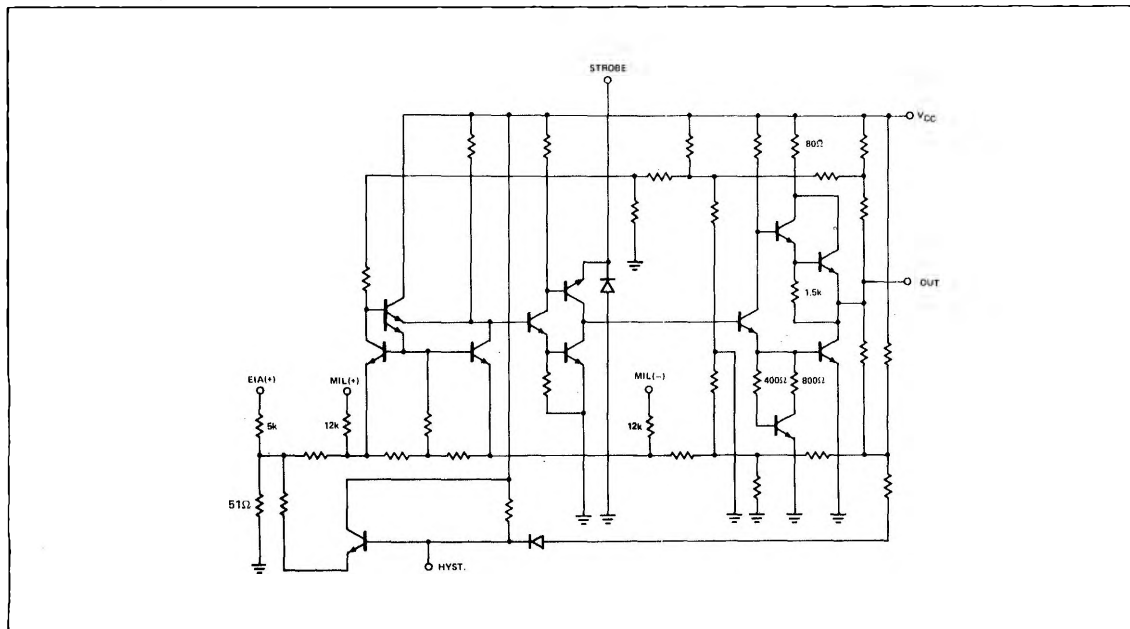 STROBE
VCC
80Ω
OUT
1.5k
EIA(+)
MIL(+)
MIL(−)
400Ω
800Ω
5k
12k
12k
51Ω
HYST.